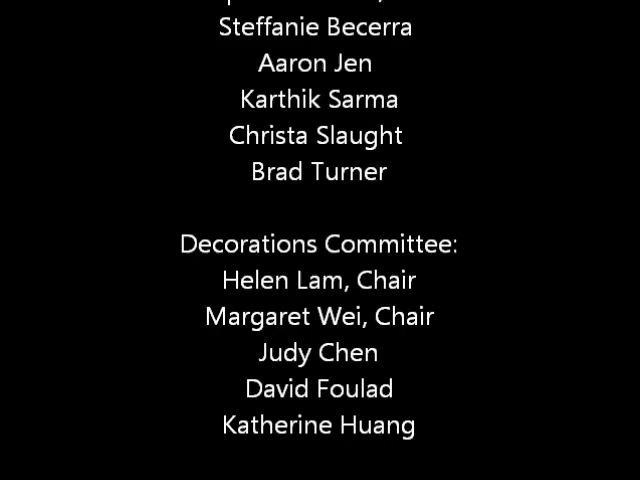 Steffanie Becerra
Aaron Jen
Karthik Sarma
Christa Slaught
Brad Turner
Decorations Committee:
Helen Lam, Chair
Margaret Wei, Chair
Judy Chen
David Foulad
Katherine Huang